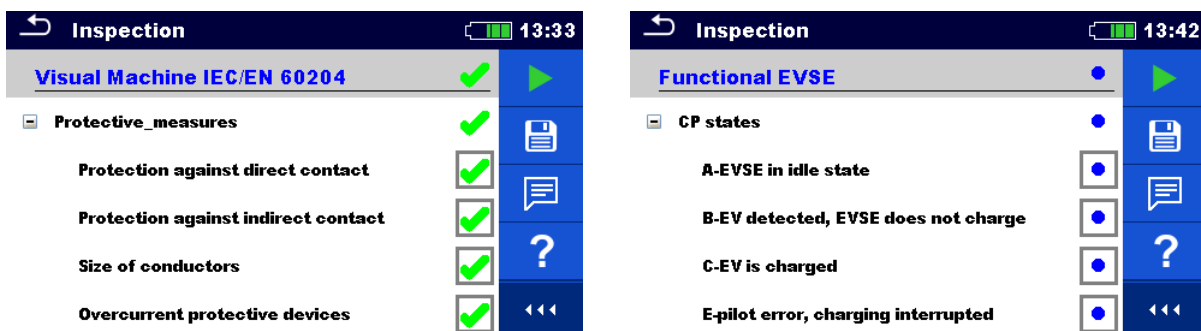 Inspection 13:33
Visual Machine IEC/EN 60204
Protective_measures
Protection against direct contact
Protection against indirect contact
Size of conductors
Overcurrent protective devices
?
Inspection 13:42
Functional EVSE
CP states
A-EVSE in idle state
B-EV detected, EVSE does not charge
C-EV is charged
E-pilot error, charging interrupted
?